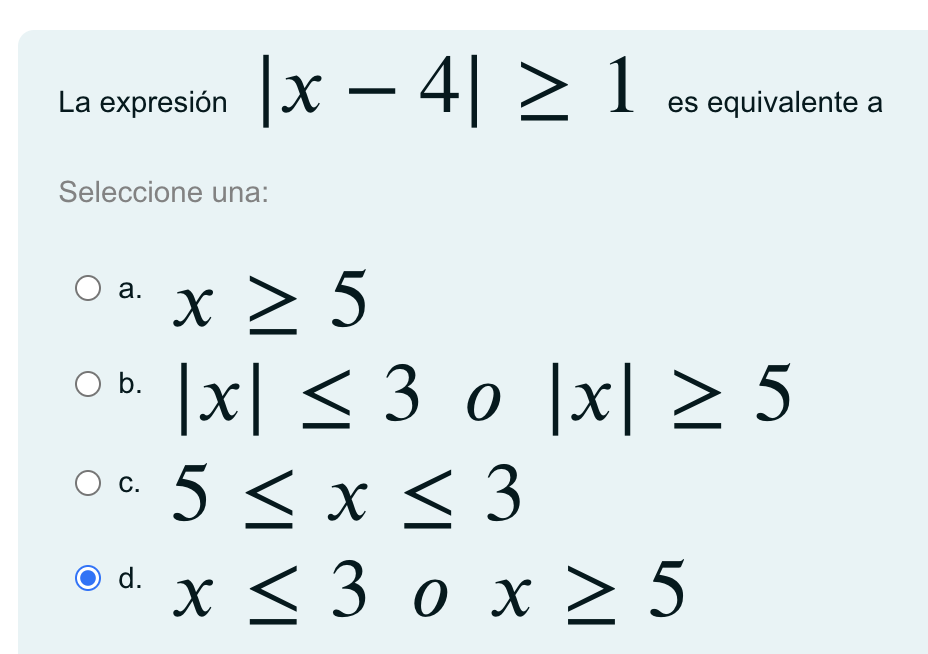 La expresión |x − 4| ≥ 1 es equivalente a
Seleccione una:
a. x ≥ 5
b. |x| ≤ 3 o |x| ≥ 5
c. 5 ≤ x ≤ 3
d. x ≤ 3 o x ≥ 5